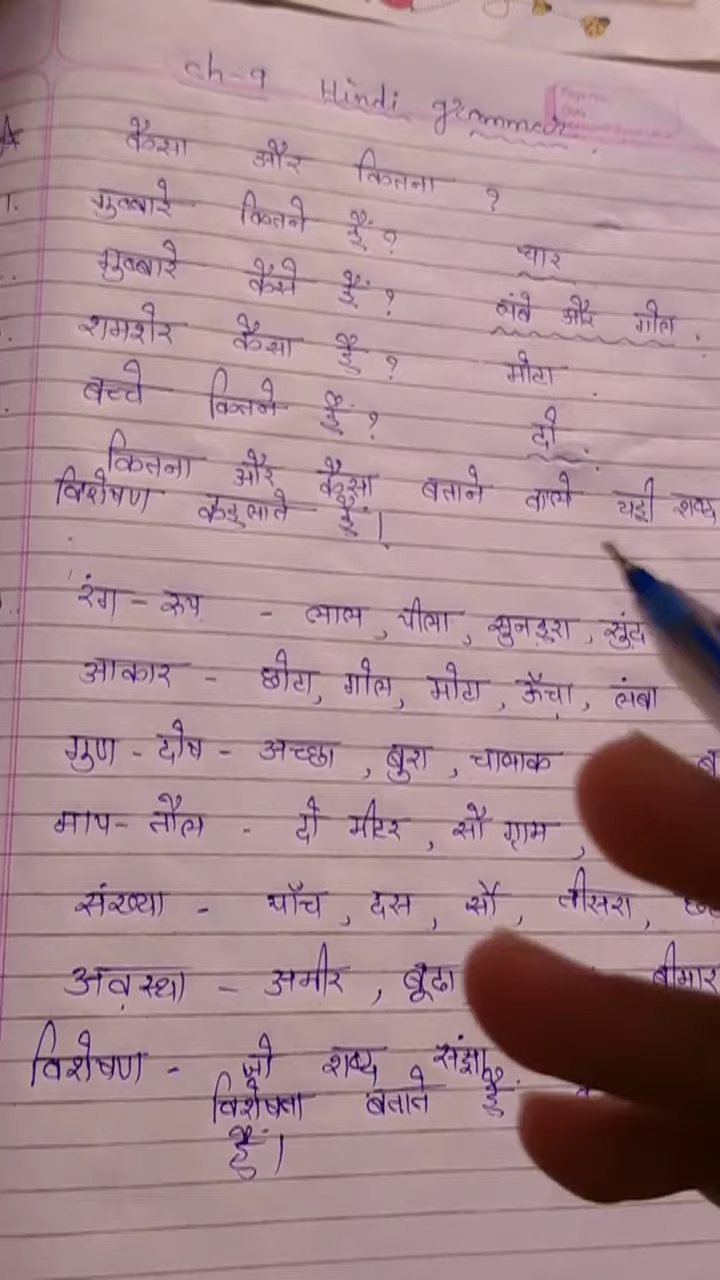 ch-9 Hindi grammar.
A कैसा और कितना ?
1. गुब्बारे कितने हैं ? चार
गुब्बारे कैसे हैं ? लंबे और गोल .
शमशेर कैसा है ? मोटा .
बच्चे कितने हैं ? दो .
कितना और कैसा बताने वाले यही शब्द
विशेषण कहलाते हैं।
रंग - रूप - लाल , पीला , सुनहरा ,
आकार - छोटा, गोल, मोटा , ऊँचा, लंबा
गुण - दोष - अच्छा , बुरा , चालाक
माप - तौल - दो मीटर , सौ ग्राम ,
संख्या - पाँच , दस , सौ , तीसरा ,
अवस्था - अमीर , बूढा बीमार
विशेषण - जो शब्द संज्ञा
विशेषता बताते हैं
हैं।